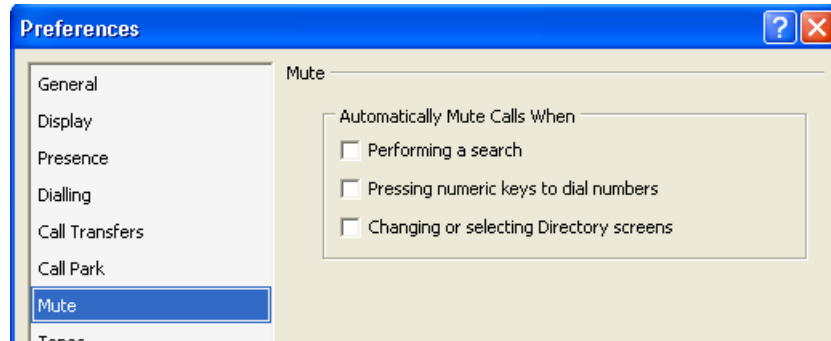 Preferences
General
Display
Presence
Dialling
Call Transfers
Call Park
Mute
Mute
Automatically Mute Calls When
Performing a search
Pressing numeric keys to dial numbers
Changing or selecting Directory screens